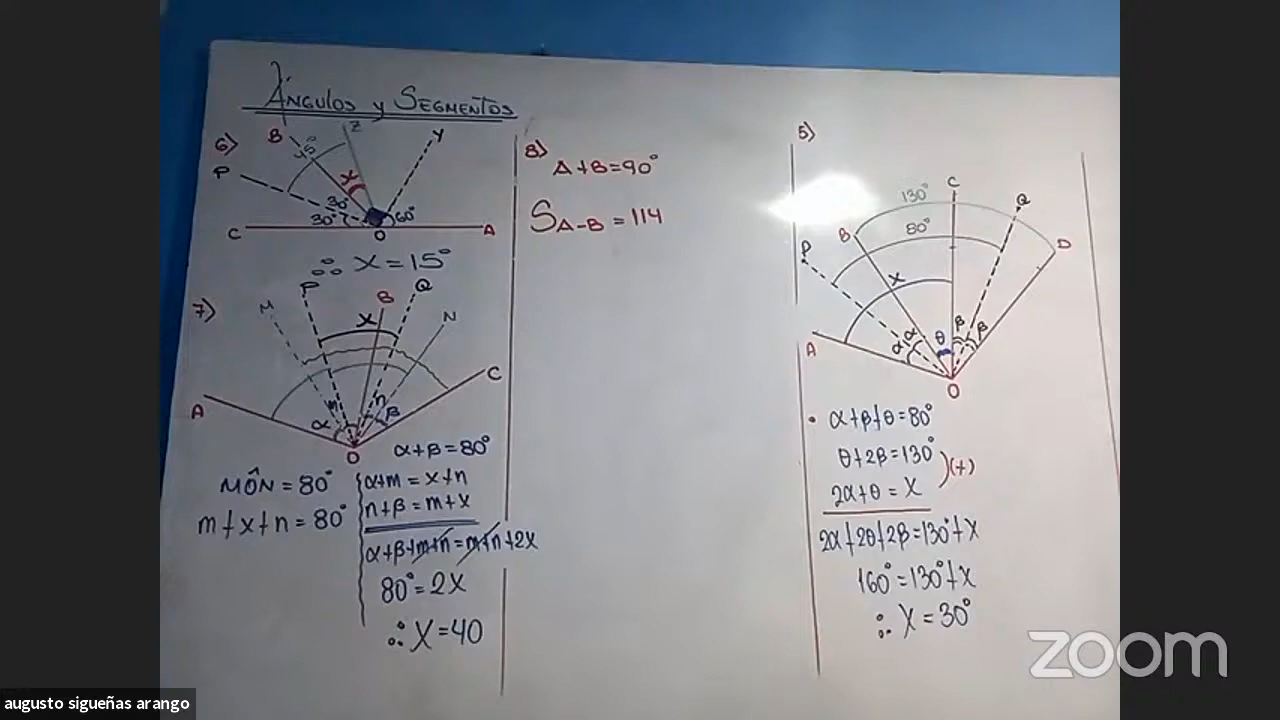 Ángulos y Segmentos
6)
B
Z
Y
45°
P
X
30°
30°
60°
C
O
A
∴ X = 15°
7)
M
P
B
Q
N
X
A
C
α
m
n
β
O
α+β=80°
MÔN = 80°
m+x+n = 80°
α+m = x+n
n+β = m+x
α+β+m+n = m+n+2x
80° = 2X
∴ X = 40
8)
A+B=90°
S A-B = 114
5)
C
130°
Q
B
80°
D
P
X
A
α
α
θ
β
β
O
• α+β+θ=80°
θ+2β=130°
(+)
2α+θ = X
2α+2θ+2β=130°+X
160°=130°+X
∴ X = 30°
zoom
augusto sigueñas arango